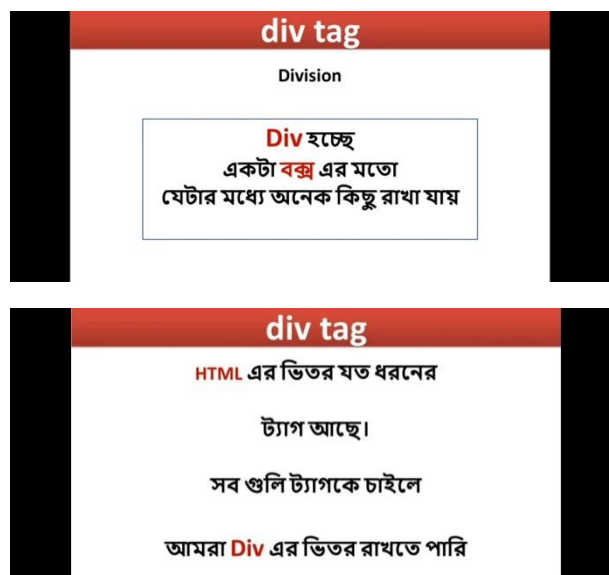 div tag
Division
Div হচ্ছে
একটা বক্স এর মতো
যেটার মধ্যে অনেক কিছু রাখা যায়
div tag
HTML এর ভিতর যত ধরনের
ট্যাগ আছে।
সব গুলি ট্যাগকে চাইলে
আমরা Div এর ভিতর রাখতে পারি